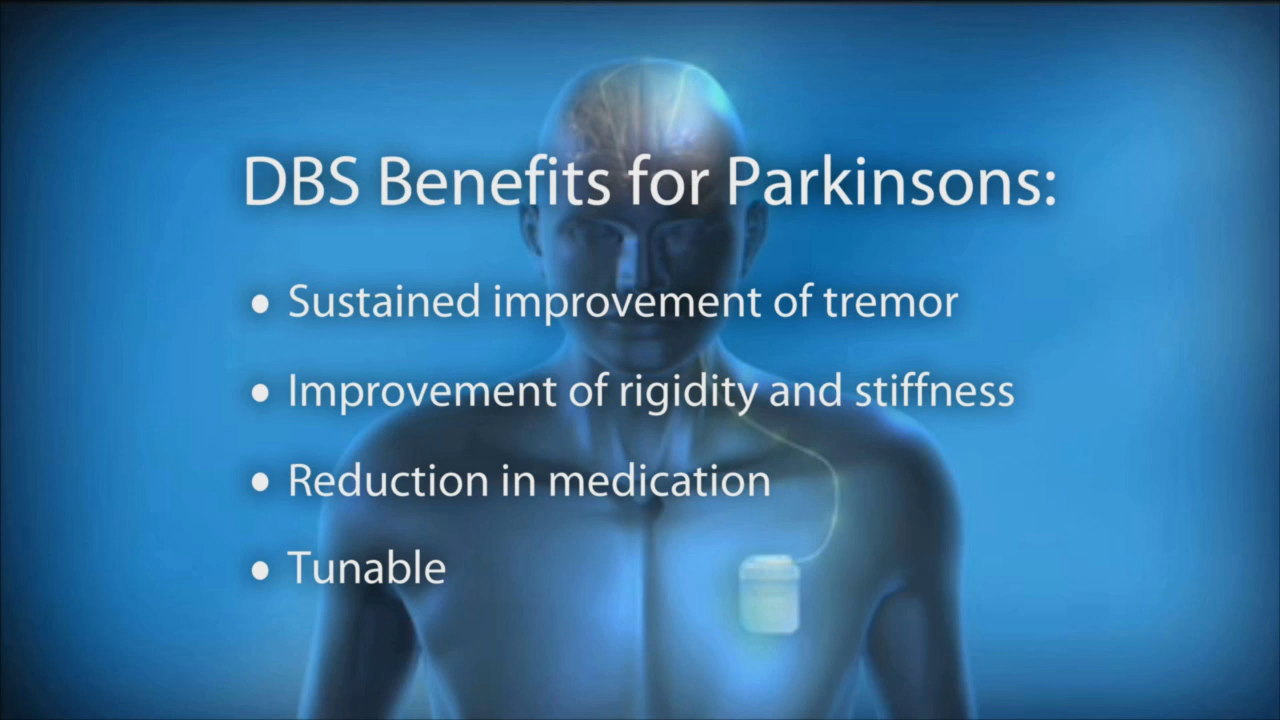 DBS Benefits for Parkinsons:
• Sustained improvement of tremor
• Improvement of rigidity and stiffness
• Reduction in medication
• Tunable